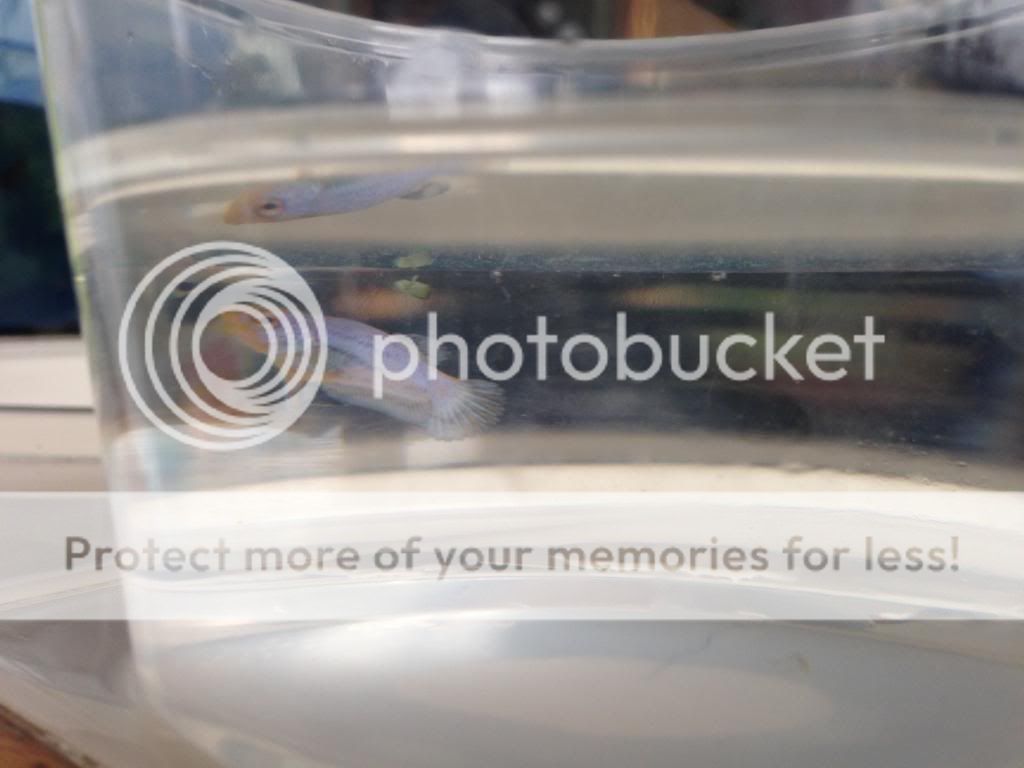 photobucket
Protect more of your memories for less!